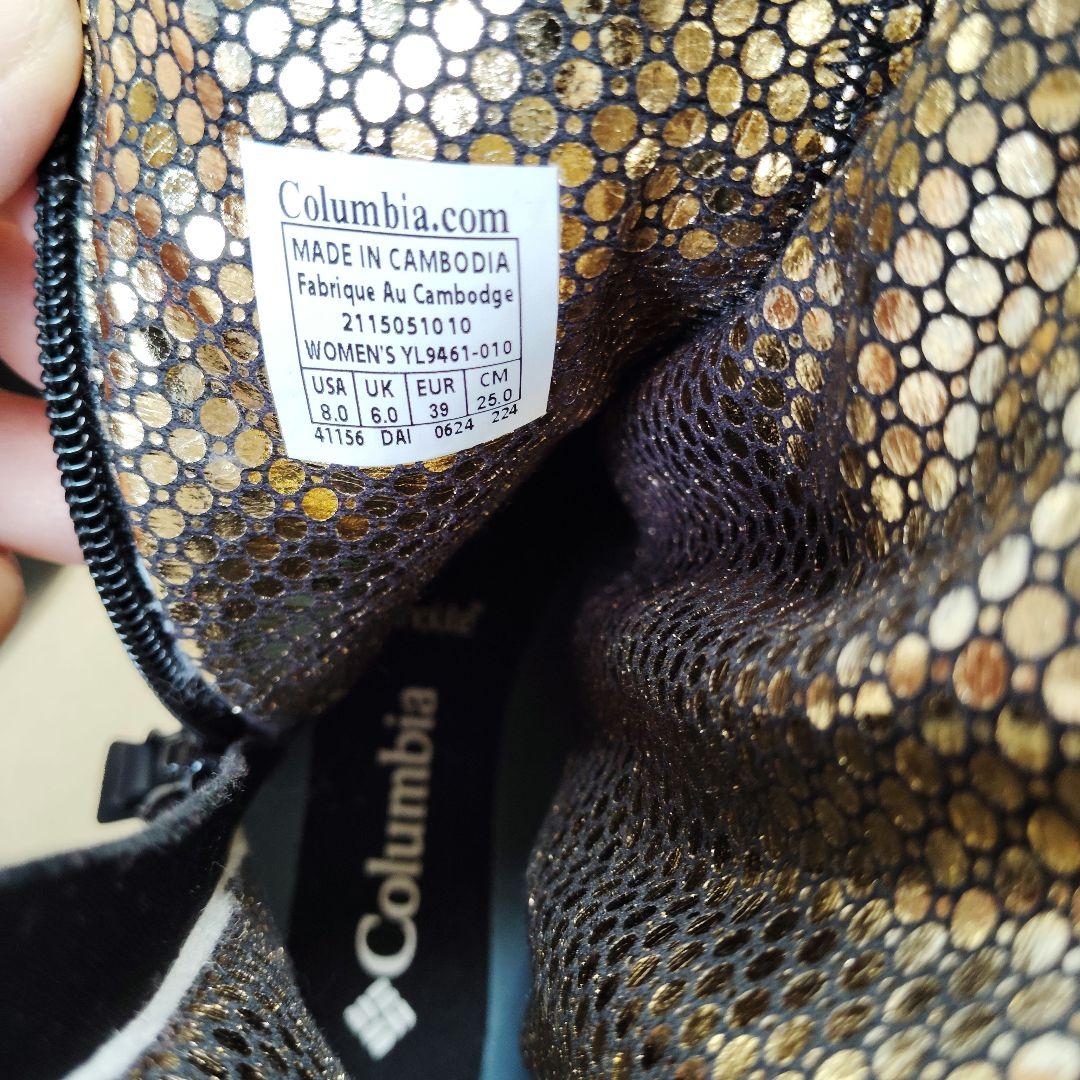 Columbia.com
MADE IN CAMBODIA
Fabrique Au Cambodge
2115051010
WOMEN'S YL9461-010
USA UK EUR CM
8.0 6.0 39 25.0
41156 DAI 0624 224
Columbia